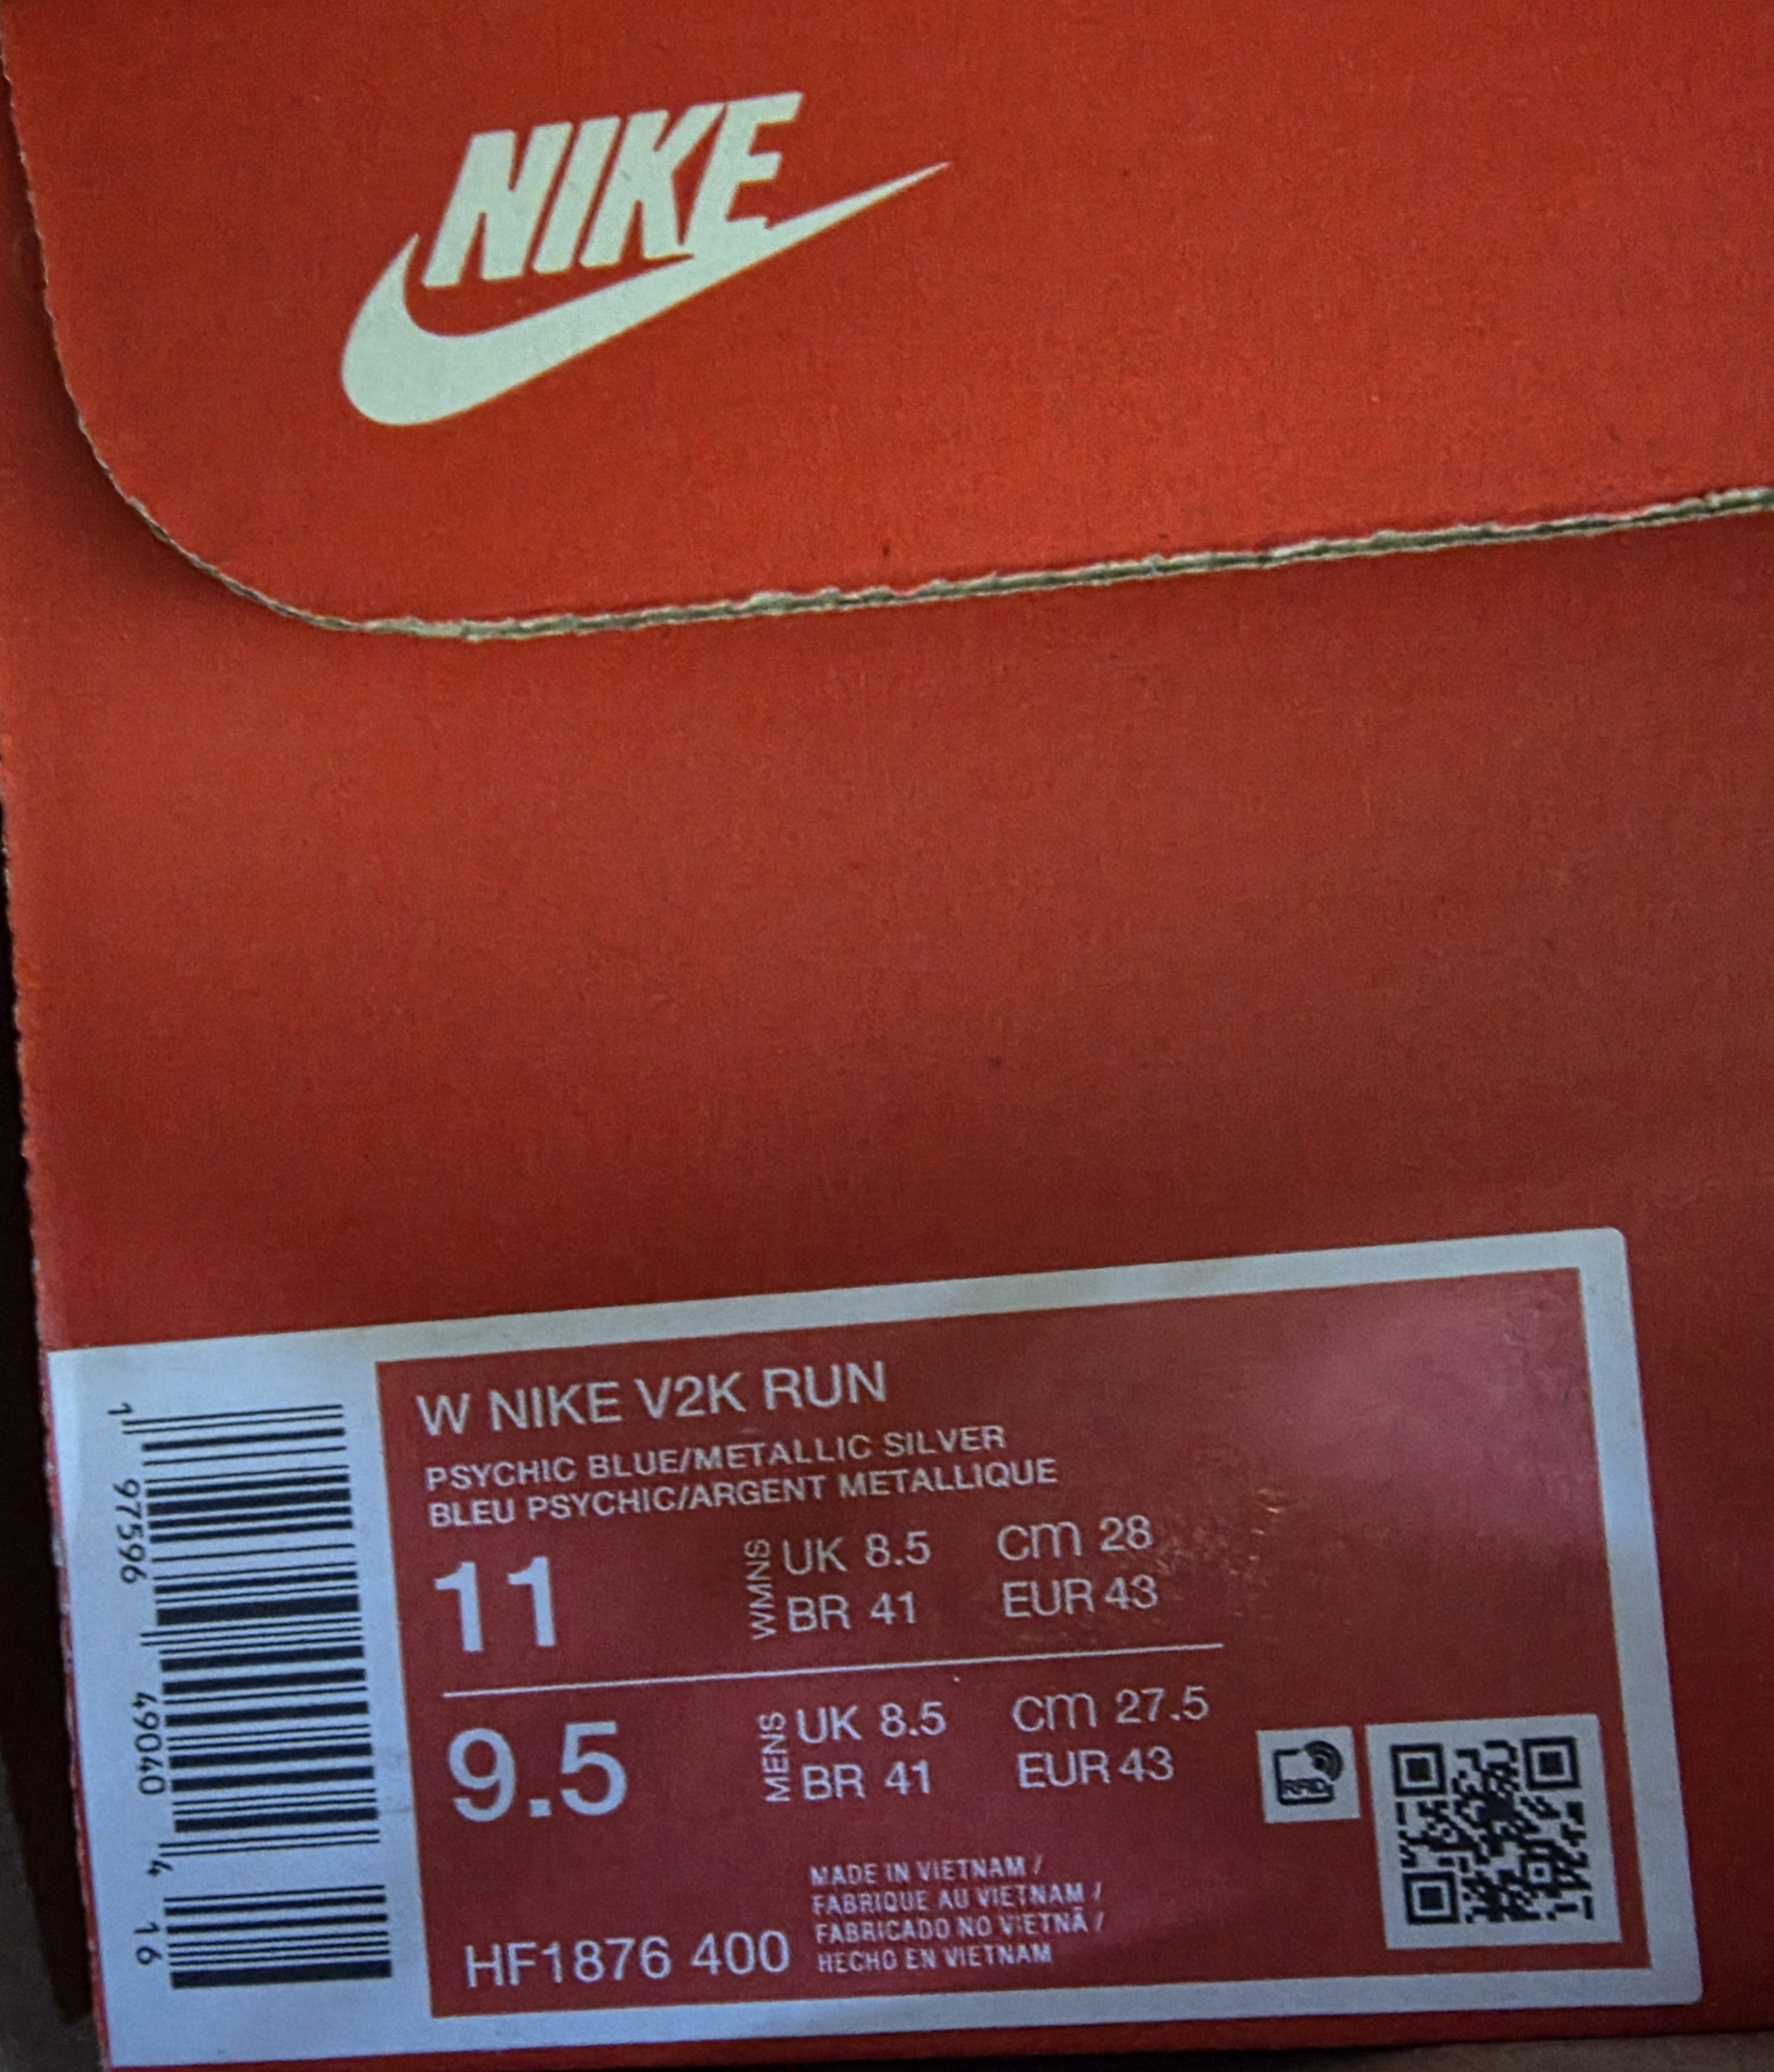 NIKE
W NIKE V2K RUN
PSYCHIC BLUE/METALLIC SILVER
BLEU PSYCHIC/ARGENT METALLIQUE
11
WMNS
UK 8.5 cm 28
BR 41 EUR 43
9.5
MENS
UK 8.5 cm 27.5
BR 41 EUR 43
RFID
MADE IN VIETNAM /
FABRIQUE AU VIETNAM /
FABRICADO NO VIETNÃ /
HECHO EN VIETNAM
HF1876 400
1 97596 49040 4 16